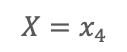 X = x₄